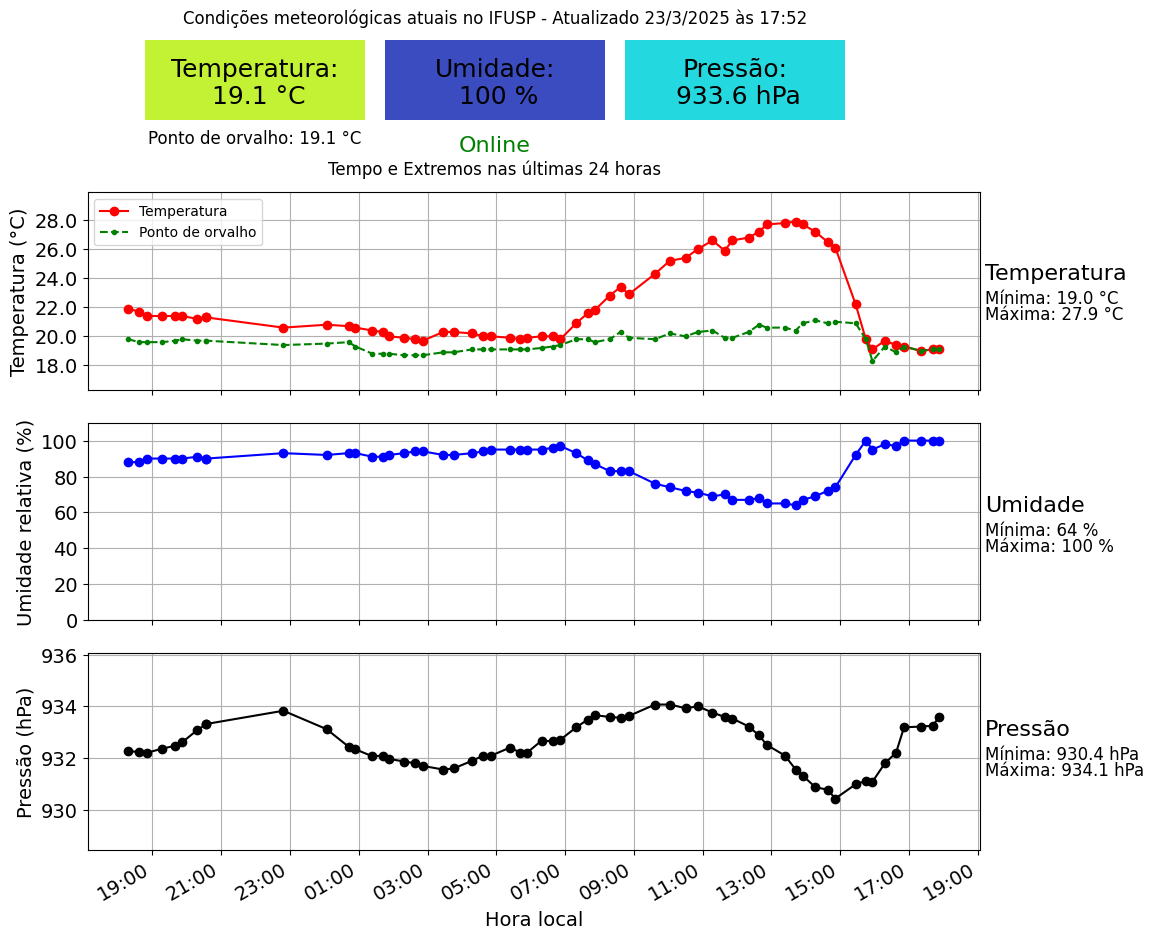 Condições meteorológicas atuais no IFUSP - Atualizado 23/3/2025 às 17:52
Temperatura:
19.1 °C
Umidade:
100 %
Pressão:
933.6 hPa
Ponto de orvalho: 19.1 °C
Online
Tempo e Extremos nas últimas 24 horas
Temperatura (°C)
28.0
26.0
24.0
22.0
20.0
18.0
Temperatura
Ponto de orvalho
Temperatura
Mínima: 19.0 °C
Máxima: 27.9 °C
Umidade relativa (%)
100
80
60
40
20
0
Umidade
Mínima: 64 %
Máxima: 100 %
Pressão (hPa)
936
934
932
930
Pressão
Mínima: 930.4 hPa
Máxima: 934.1 hPa
19:00 21:00 23:00 01:00 03:00 05:00 07:00 09:00 11:00 13:00 15:00 17:00 19:00
Hora local